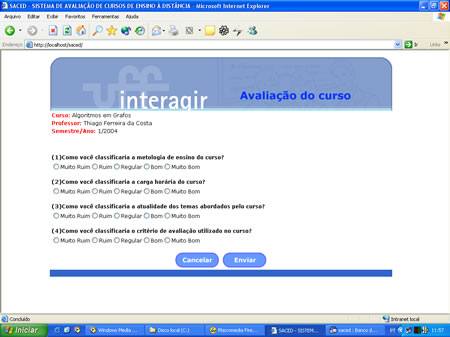 SACED - SISTEMA DE AVALIAÇÃO DE CURSOS DE ENSINO À DISTÂNCIA - Microsoft Internet Explorer
Arquivo Editar Exibir Favoritos Ferramentas Ajuda
Endereço http://localhost/saced/ Links
uff
interagir
Avaliação do curso
Curso: Algoritmos em Grafos
Professor: Thiago Ferreira da Costa
Semestre/Ano: 1/2004
(1)Como você classificaria a metologia de ensino do curso?
Muito Ruim Ruim Regular Bom Muito Bom
(2)Como você classificaria a carga horária do curso?
Muito Ruim Ruim Regular Bom Muito Bom
(3)Como você classificaria a atualidade dos temas abordados pelo curso?
Muito Ruim Ruim Regular Bom Muito Bom
(4)Como você classificaria o critério de avaliação utilizado no curso?
Muito Ruim Ruim Regular Bom Muito Bom
Cancelar Enviar
Concluído Intranet local
Iniciar Windows Media ... Disco local (C:) Macromedia Fire... SACED - SISTEM... saced : Banco d... PT 11:57